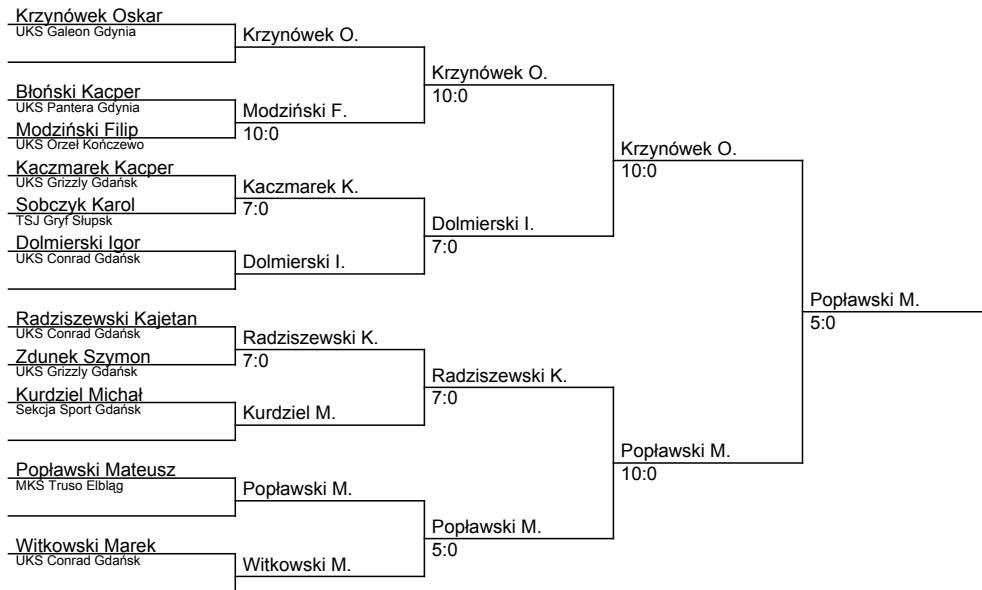 Krzynówek Oskar
UKS Galeon Gdynia
Błoński Kacper
UKS Pantera Gdynia
Modziński Filip
UKS Orzeł Kończewo
Kaczmarek Kacper
UKS Grizzly Gdańsk
Sobczyk Karol
TSJ Gryf Słupsk
Dolmierski Igor
UKS Conrad Gdańsk
Radziszewski Kajetan
UKS Conrad Gdańsk
Zdunek Szymon
UKS Grizzly Gdańsk
Kurdziel Michał
Sekcja Sport Gdańsk
Popławski Mateusz
MKS Truso Elbląg
Witkowski Marek
UKS Conrad Gdańsk
Krzynówek O.
Modziński F.
10:0
Kaczmarek K.
7:0
Dolmierski I.
Radziszewski K.
7:0
Kurdziel M.
Popławski M.
Witkowski M.
Krzynówek O.
10:0
Dolmierski I.
7:0
Radziszewski K.
7:0
Popławski M.
5:0
Krzynówek O.
10:0
Popławski M.
10:0
Popławski M.
5:0